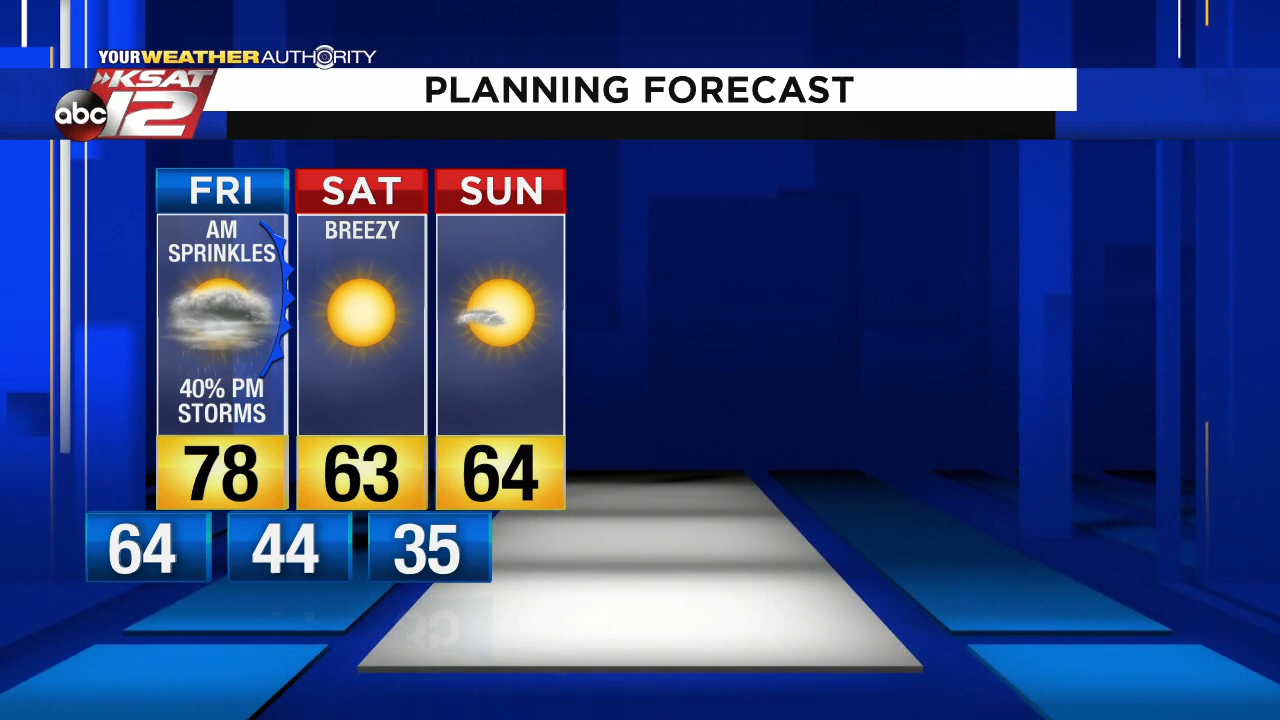 YOURWEATHERAUTHORITY
KSAT
abc 12
PLANNING FORECAST
FRI SAT SUN
AM BREEZY
SPRINKLES
40% PM
STORMS
78 63 64
64 44 35